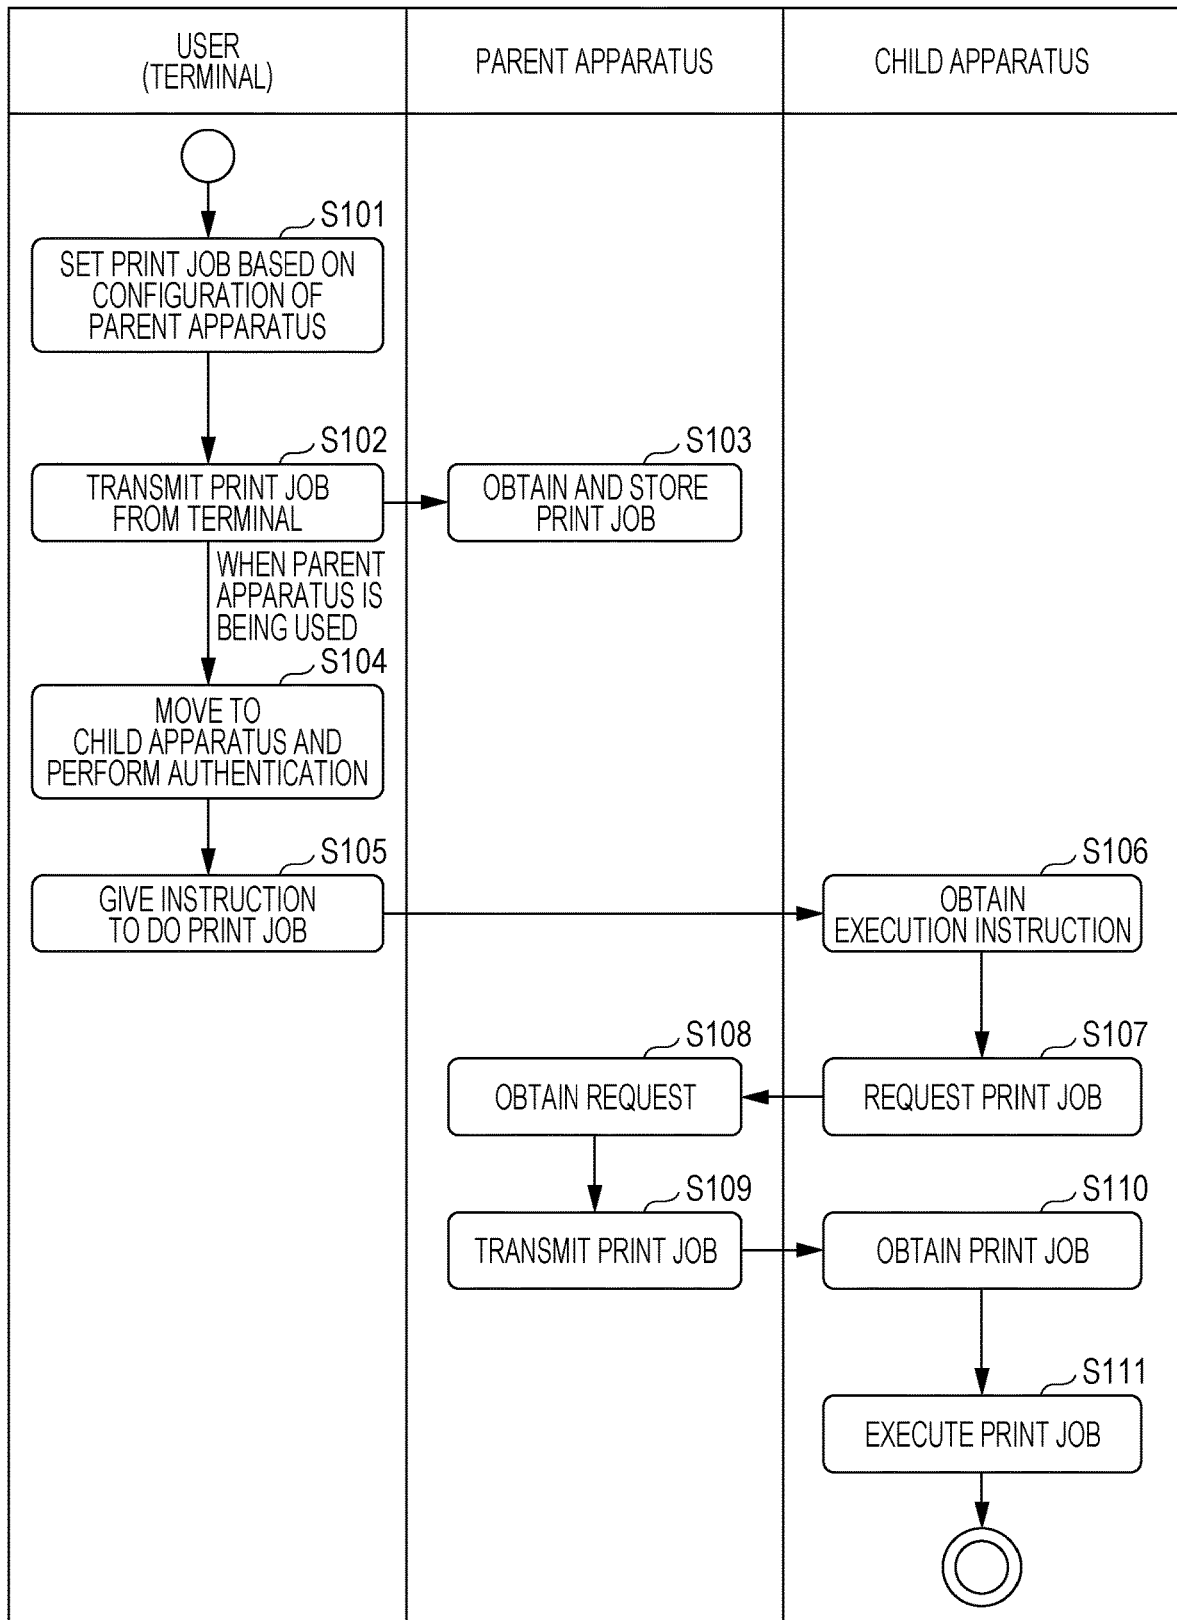 USER
(TERMINAL)
PARENT APPARATUS
CHILD APPARATUS
S101
SET PRINT JOB BASED ON
CONFIGURATION OF
PARENT APPARATUS
S102
TRANSMIT PRINT JOB
FROM TERMINAL
S103
OBTAIN AND STORE
PRINT JOB
WHEN PARENT
APPARATUS IS
BEING USED
S104
MOVE TO
CHILD APPARATUS AND
PERFORM AUTHENTICATION
S105
GIVE INSTRUCTION
TO DO PRINT JOB
S106
OBTAIN
EXECUTION INSTRUCTION
S107
REQUEST PRINT JOB
S108
OBTAIN REQUEST
S109
TRANSMIT PRINT JOB
S110
OBTAIN PRINT JOB
S111
EXECUTE PRINT JOB